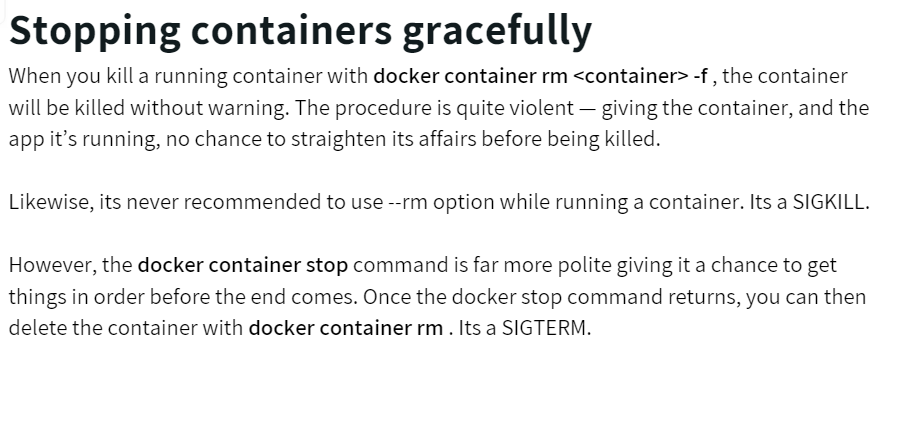 Stopping containers gracefully
When you kill a running container with docker container rm <container> -f , the container
will be killed without warning. The procedure is quite violent — giving the container, and the
app it’s running, no chance to straighten its affairs before being killed.
Likewise, its never recommended to use --rm option while running a container. Its a SIGKILL.
However, the docker container stop command is far more polite giving it a chance to get
things in order before the end comes. Once the docker stop command returns, you can then
delete the container with docker container rm . Its a SIGTERM.